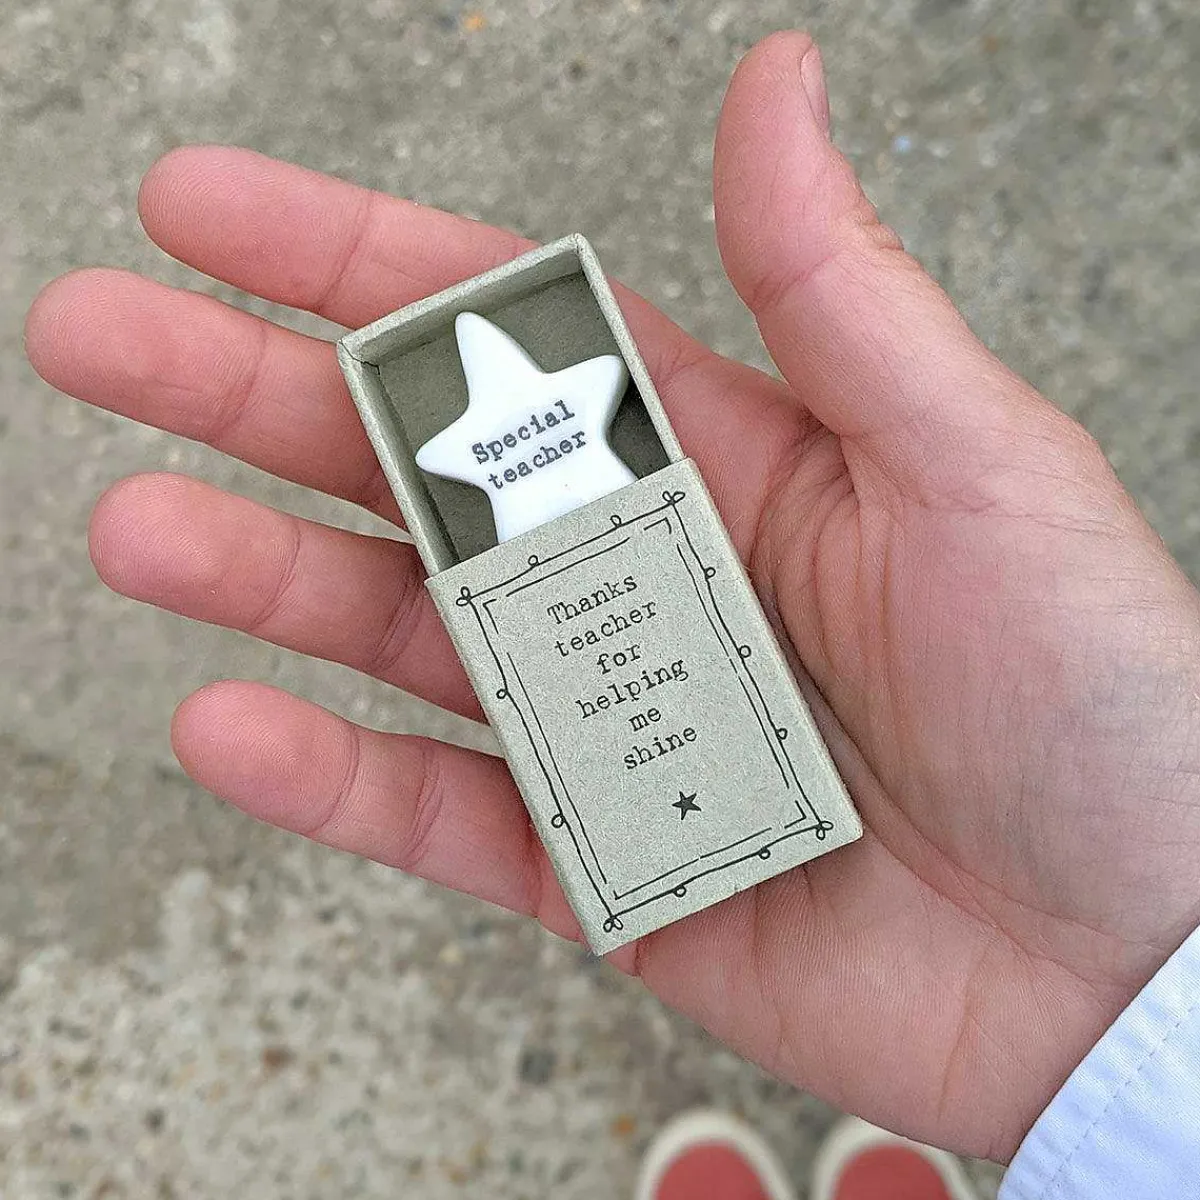 Special
teacher
Thanks
teacher
for
helping
me
shine